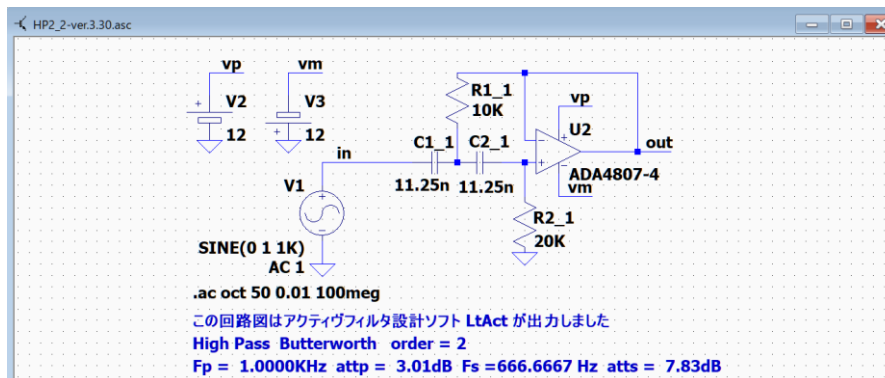 HP2_2-ver.3.30.asc
vp
vm
V2
V3
12
12
R1_1
10K
vp
U2
C1_1
C2_1
in
out
ADA4807-4
11.25n
11.25n
vm
V1
R2_1
20K
SINE(0 1 1K)
AC 1
.ac oct 50 0.01 100meg
この回路図はアクティヴフィルタ設計ソフト LtAct が出力しました
High Pass Butterworth order = 2
Fp = 1.0000KHz attp = 3.01dB Fs =666.6667 Hz atts = 7.83dB